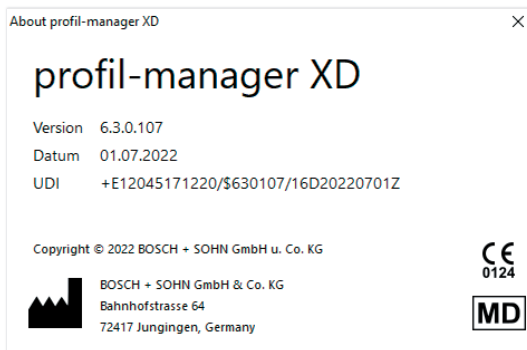 About profil-manager XD
profil-manager XD
Version 6.3.0.107
Datum 01.07.2022
UDI +E12045171220/$630107/16D20220701Z
Copyright © 2022 BOSCH + SOHN GmbH u. Co. KG
CE
0124
BOSCH + SOHN GmbH & Co. KG
Bahnhofstrasse 64
72417 Jungingen, Germany
MD